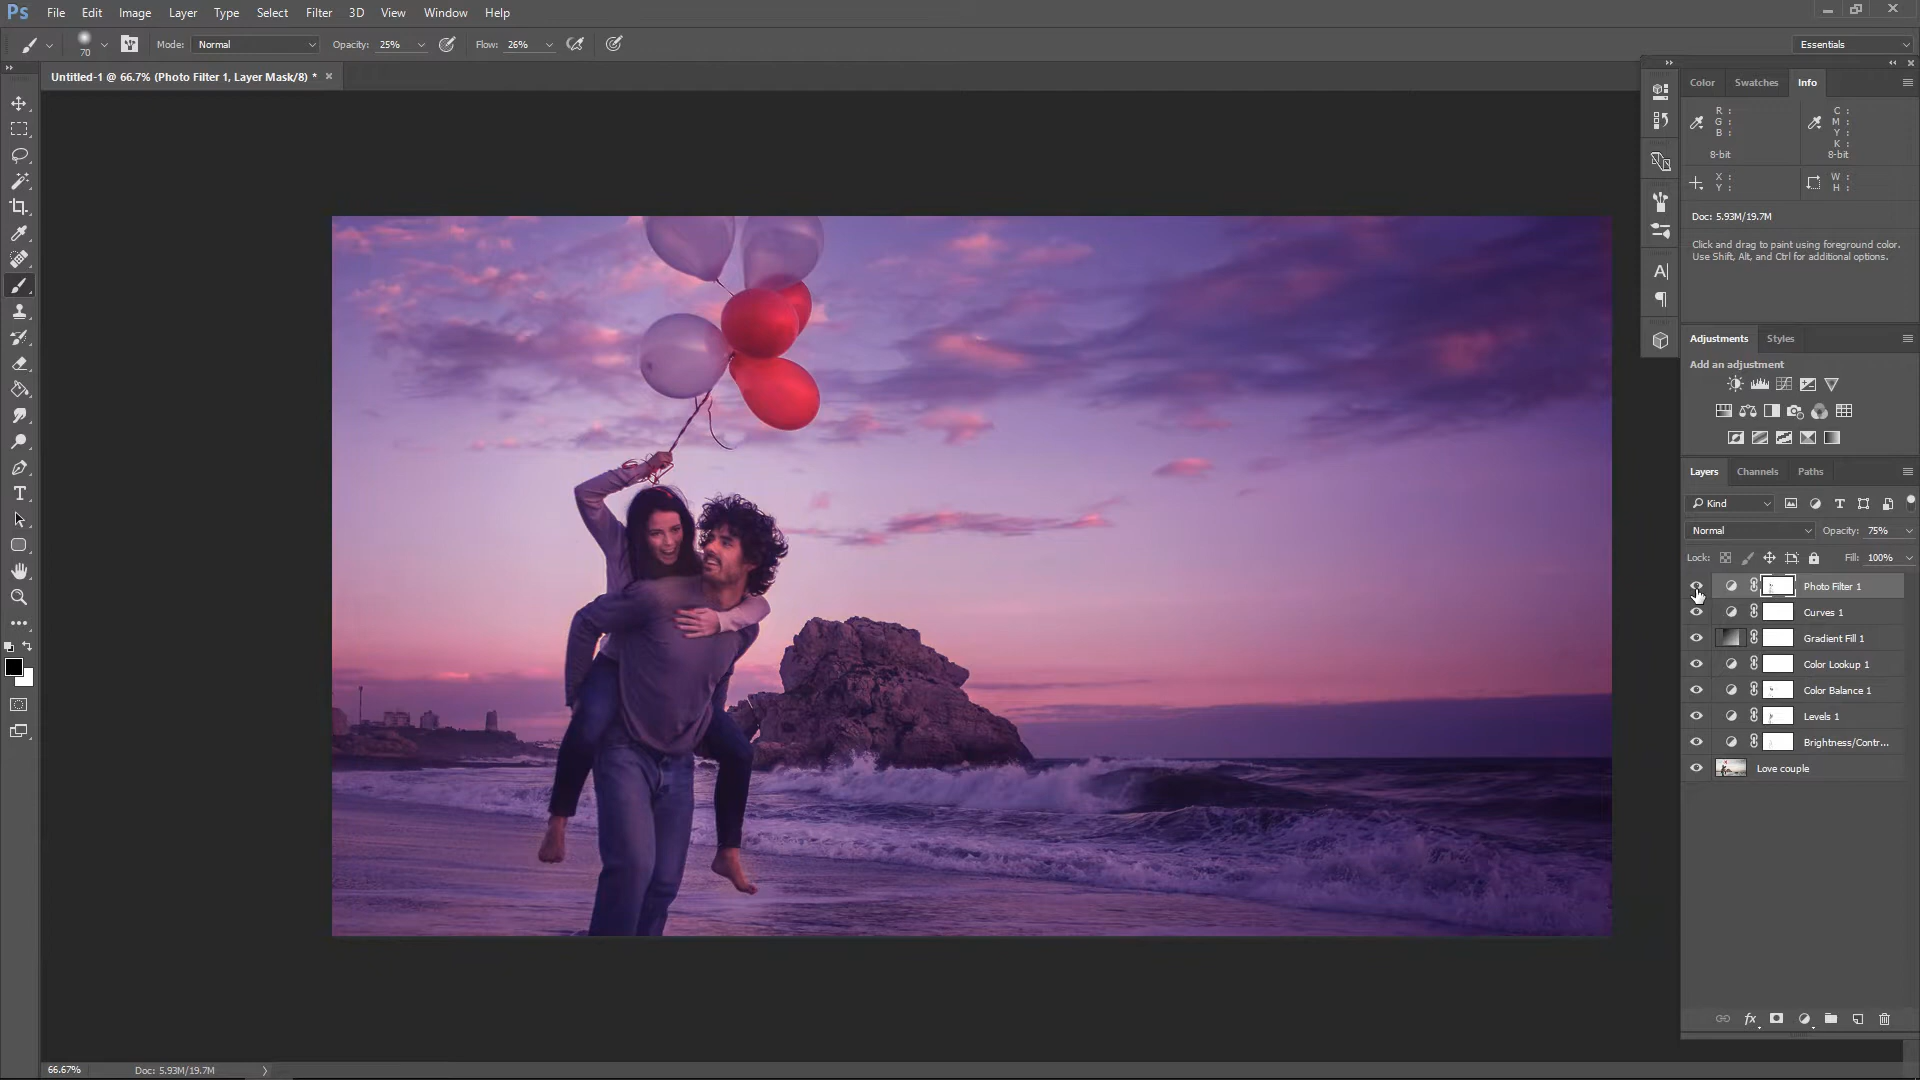 Ps File Edit Image Layer Type Select Filter 3D View Window Help
70 Mode: Normal Opacity: 25% Flow: 26% Essentials
Untitled-1 @ 66.7% (Photo Filter 1, Layer Mask/8) * ×
Color Swatches Info
R : C :
G : M :
B : Y :
K :
8-bit 8-bit
X : W :
Y : H :
Doc: 5.93M/19.7M
Click and drag to paint using foreground color.
Use Shift, Alt, and Ctrl for additional options.
Adjustments Styles
Add an adjustment
Layers Channels Paths
Kind
Normal Opacity: 75%
Lock: Fill: 100%
Photo Filter 1
Curves 1
Gradient Fill 1
Color Lookup 1
Color Balance 1
Levels 1
Brightness/Contr...
Love couple
fx
66.67% Doc: 5.93M/19.7M